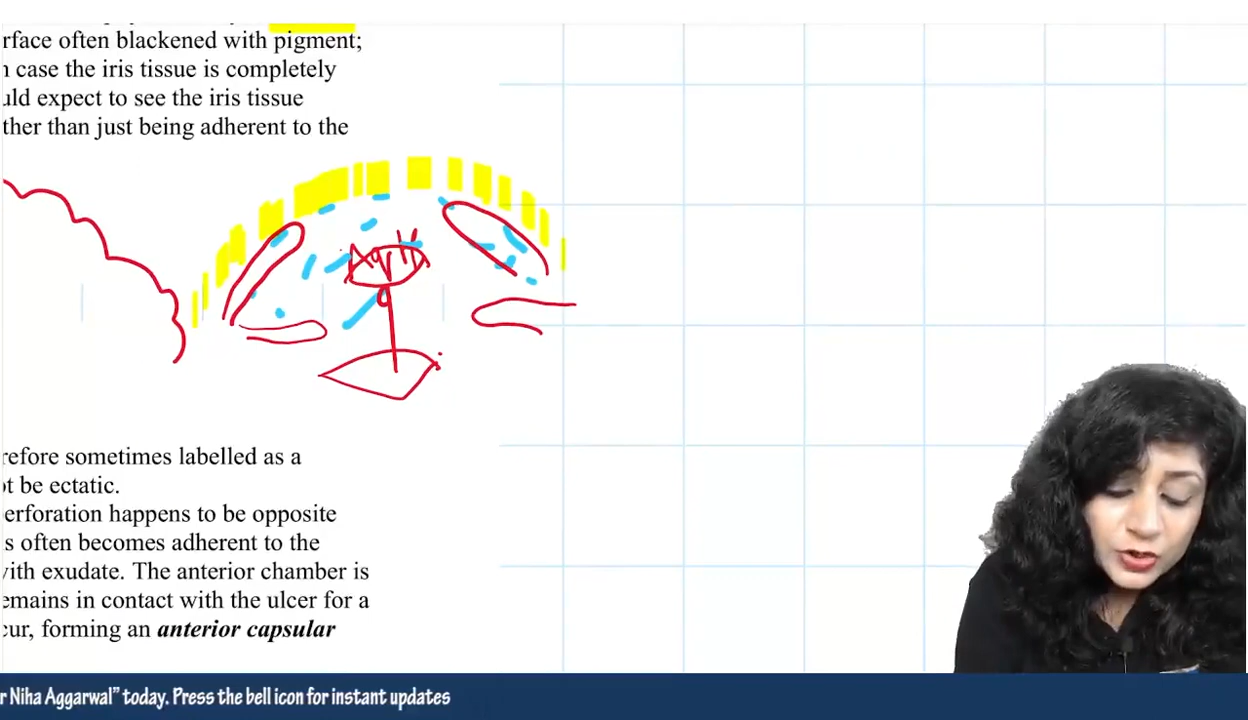 rface often blackened with pigment;
case the iris tissue is completely
uld expect to see the iris tissue
ther than just being adherent to the
Aq H
refore sometimes labelled as a
ot be ectatic.
erforation happens to be opposite
s often becomes adherent to the
with exudate. The anterior chamber is
emains in contact with the ulcer for a
cur, forming an anterior capsular
r Niha Aggarwal" today. Press the bell icon for instant updates